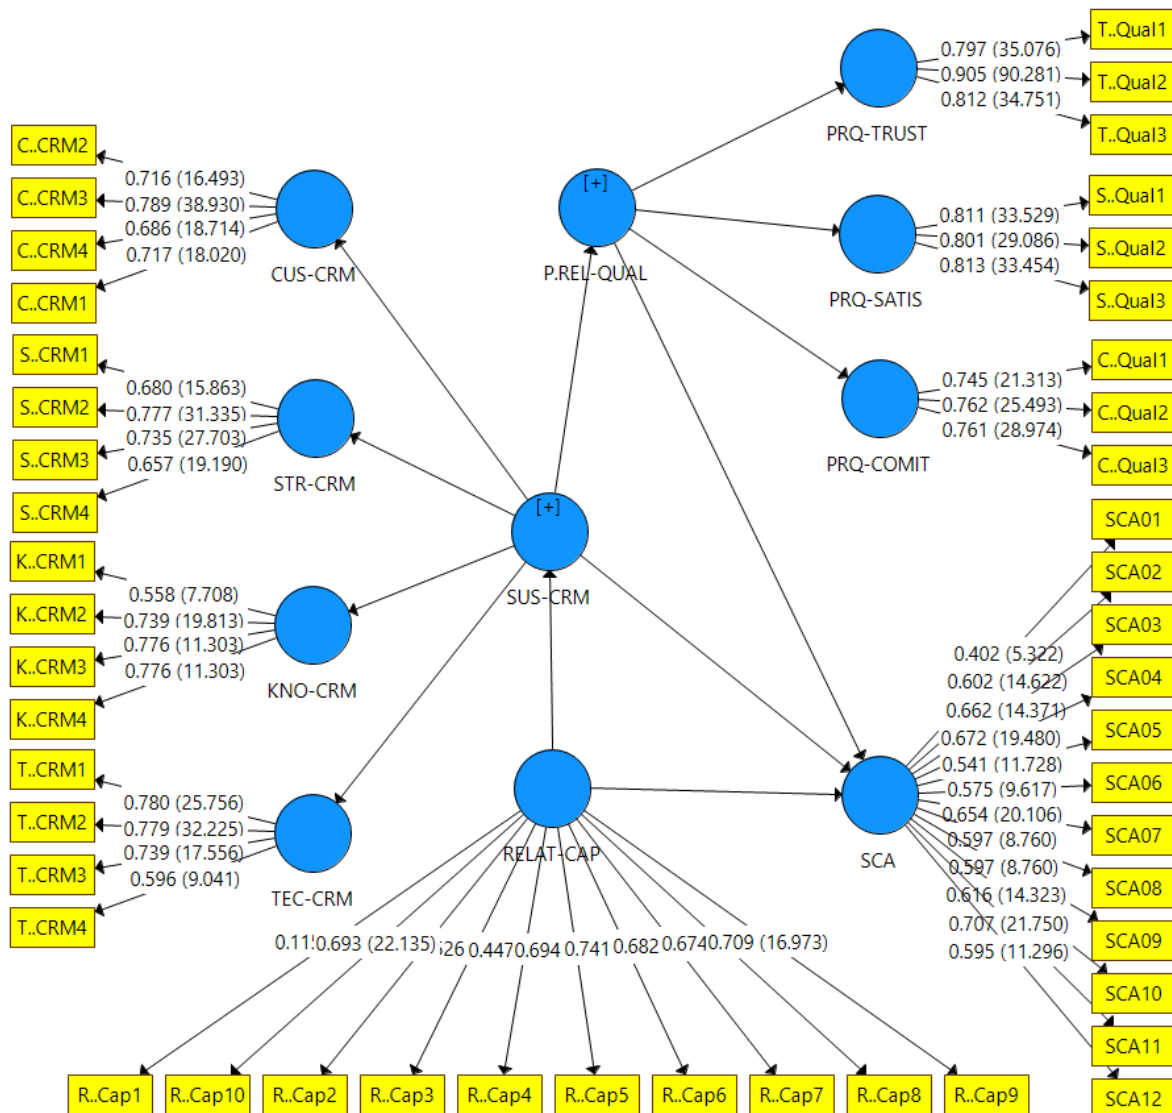 T..Qual1
0.797 (35.076)
0.905 (90.281)
0.812 (34.751)
T..Qual2
T..Qual3
PRQ-TRUST
C..CRM2
0.716 (16.493)
0.789 (38.930)
0.686 (18.714)
0.717 (18.020)
C..CRM3
C..CRM4
C..CRM1
CUS-CRM
[+]
P.REL-QUAL
S..Qual1
0.811 (33.529)
0.801 (29.086)
0.813 (33.454)
S..Qual2
S..Qual3
PRQ-SATIS
S..CRM1
0.680 (15.863)
0.777 (31.335)
0.735 (27.703)
0.657 (19.190)
S..CRM2
S..CRM3
S..CRM4
STR-CRM
C..Qual1
0.745 (21.313)
0.762 (25.493)
0.761 (28.974)
C..Qual2
C..Qual3
PRQ-COMIT
[+]
SUS-CRM
K..CRM1
0.558 (7.708)
0.739 (19.813)
0.776 (11.303)
0.776 (11.303)
K..CRM2
K..CRM3
K..CRM4
KNO-CRM
T..CRM1
0.780 (25.756)
0.779 (32.225)
0.739 (17.556)
0.596 (9.041)
T..CRM2
T..CRM3
T..CRM4
TEC-CRM
RELAT-CAP
SCA
SCA01
SCA02
SCA03
SCA04
SCA05
SCA06
SCA07
SCA08
SCA09
SCA10
SCA11
SCA12
0.402 (5.322)
0.602 (14.622)
0.662 (14.371)
0.672 (19.480)
0.541 (11.728)
0.575 (9.617)
0.654 (20.106)
0.597 (8.760)
0.597 (8.760)
0.616 (14.323)
0.707 (21.750)
0.595 (11.296)
0.693 (22.135) 0.447 0.694 0.741 0.682 0.674 0.709 (16.973)
R..Cap1 R..Cap10 R..Cap2 R..Cap3 R..Cap4 R..Cap5 R..Cap6 R..Cap7 R..Cap8 R..Cap9